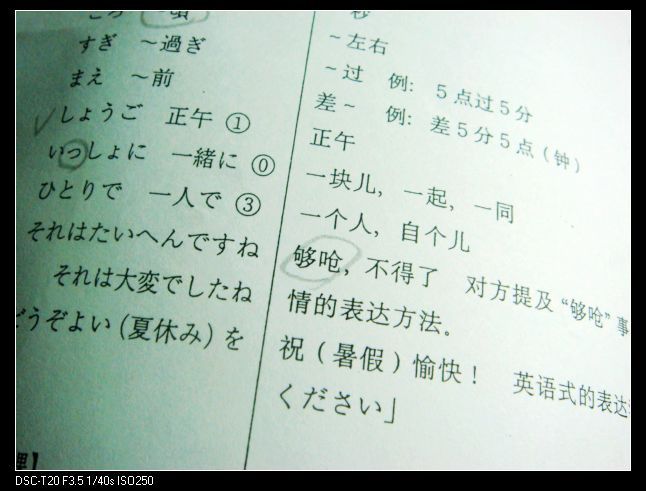 ごろ ～頃
秒
すぎ ～過ぎ
～左右
まえ ～前
～过 例: 5点过5分
しょうご 正午 ①
差～ 例: 差5分5点(钟)
正午
いっしょに 一緒に ⓪
一块儿, 一起, 一同
ひとりで 一人で ③
一个人, 自个儿
それはたいへんですね
それは大変でしたね
够呛, 不得了 对方提及“够呛”事
情的表达方法。
どうぞよい(夏休み)を
祝(暑假)愉快! 英语式的表达
ください」
DSC-T20 F3.5 1/40s ISO250